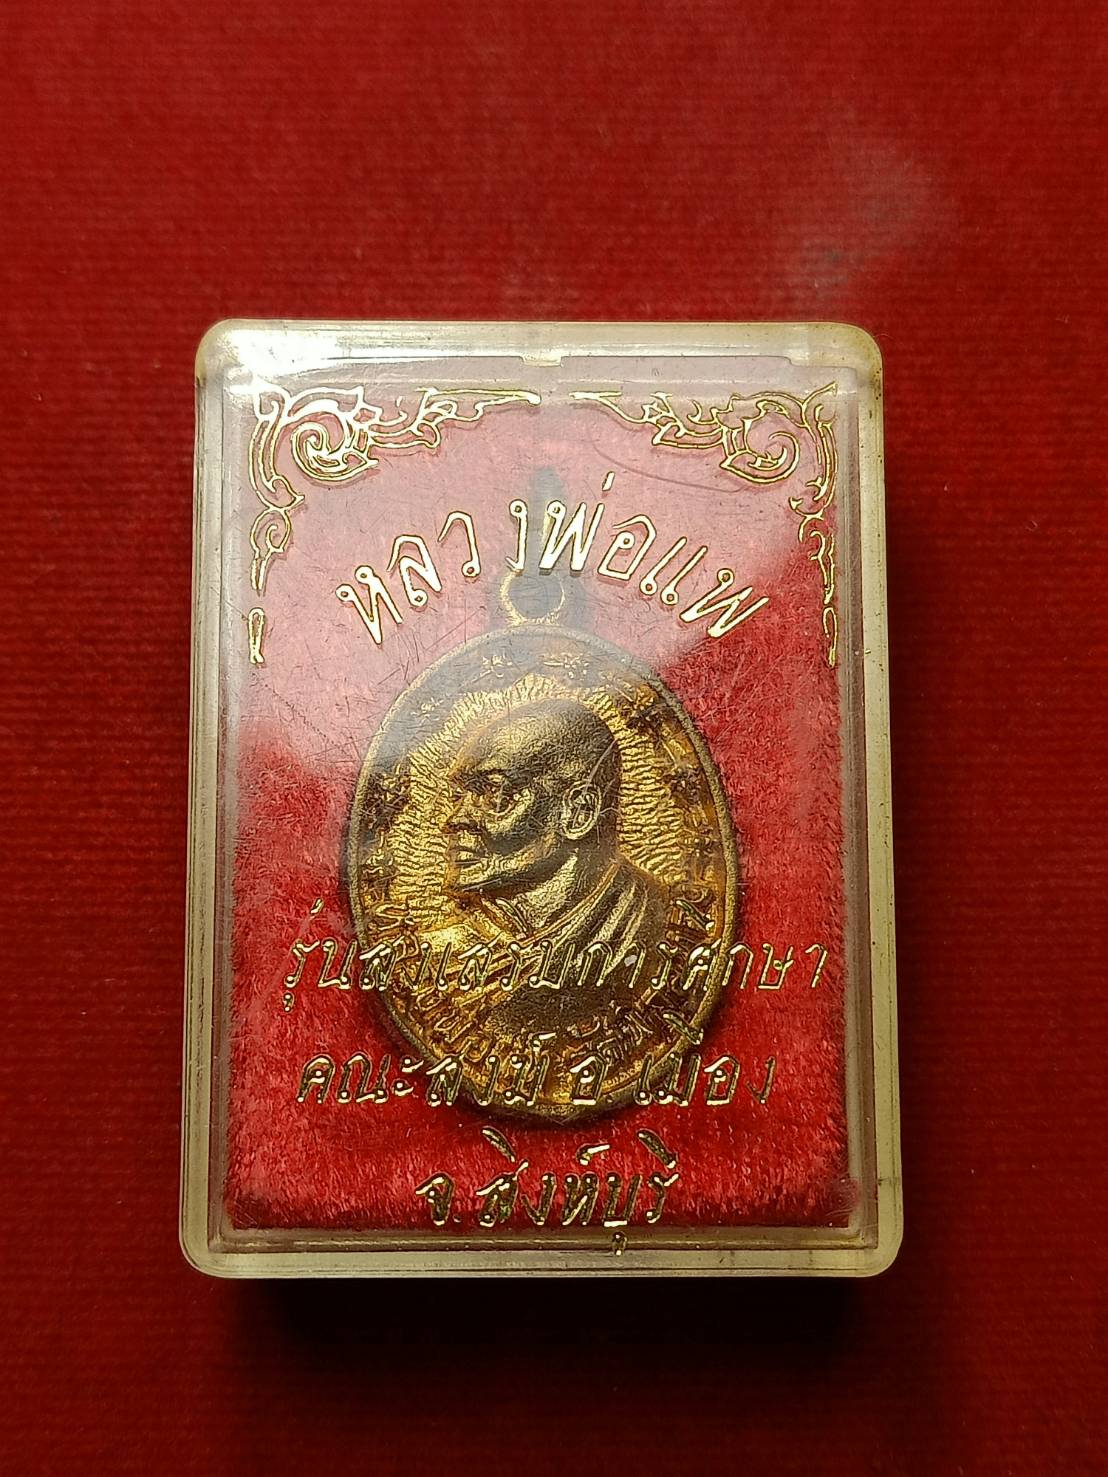 หลวงพ่อแพ
รุ่นส่งเสริมการศึกษา
คณะสงฆ์ อ.เมือง
จ.สิงห์บุรี